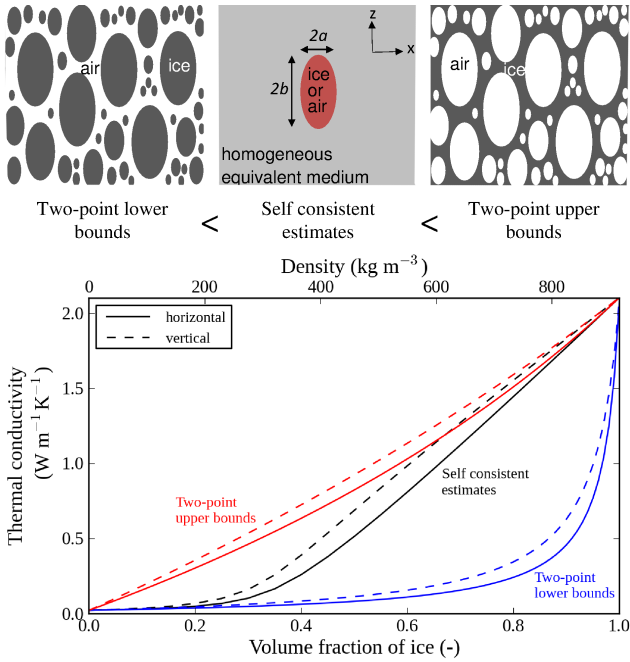 air
ice
2a
z
x
2b
ice
or
air
homogeneous
equivalent medium
air
ice
Two-point lower
bounds
<
Self consistent
estimates
<
Two-point upper
bounds
Density (kg m⁻³)
0 200 400 600 800
horizontal
vertical
Thermal conductivity
(W m⁻¹K⁻¹)
2.0
1.5
1.0
0.5
0.0
Two-point
upper bounds
Self consistent
estimates
Two-point
lower bounds
0.0 0.2 0.4 0.6 0.8 1.0
Volume fraction of ice (-)